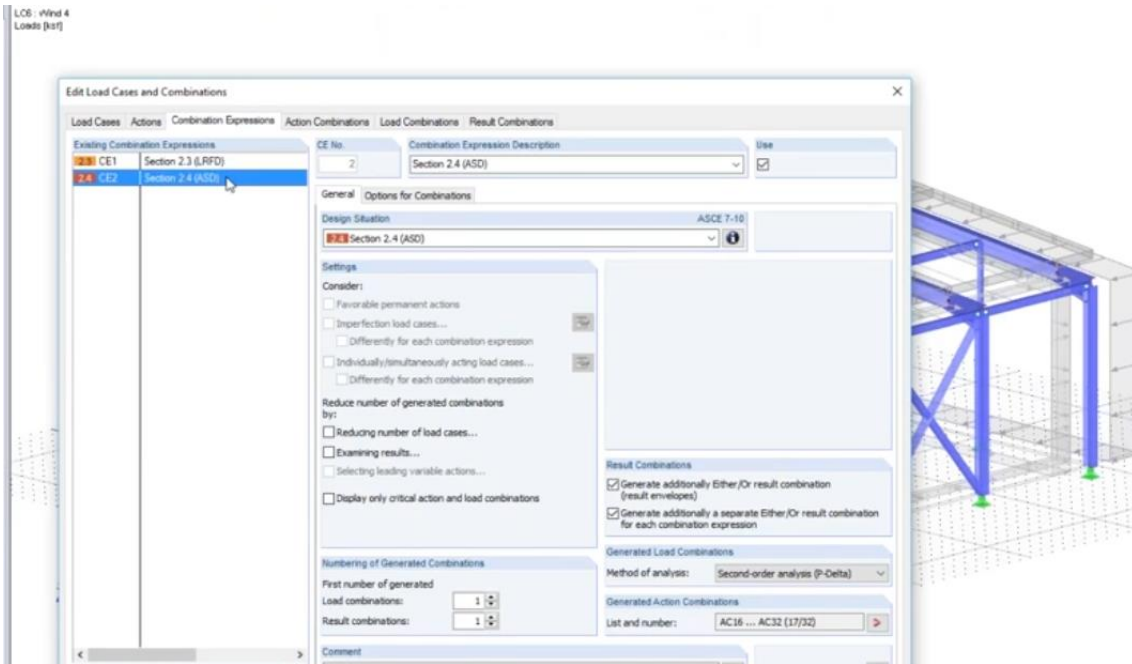 LC6 : Wind 4
Loads [ksf]
Edit Load Cases and Combinations
Load Cases Actions Combination Expressions Action Combinations Load Combinations Result Combinations
Existing Combination Expressions
2.3 CE1 Section 2.3 (LRFD)
2.4 CE2 Section 2.4 (ASD)
CE No.
2
Combination Expression Description
Section 2.4 (ASD)
Use
General Options for Combinations
Design Situation ASCE 7-10
2.4 Section 2.4 (ASD)
Settings
Consider:
Favorable permanent actions
Imperfection load cases...
Differently for each combination expression
Individually/simultaneously acting load cases...
Differently for each combination expression
Reduce number of generated combinations
by:
Reducing number of load cases...
Examining results...
Selecting leading variable actions...
Display only critical action and load combinations
Numbering of Generated Combinations
First number of generated
Load combinations: 1
Result combinations: 1
Result Combinations
Generate additionally Either/Or result combination
(result envelopes)
Generate additionally a separate Either/Or result combination
for each combination expression
Generated Load Combinations
Method of analysis: Second-order analysis (P-Delta)
Generated Action Combinations
List and number: AC16 ... AC32 (17/32)
Comment